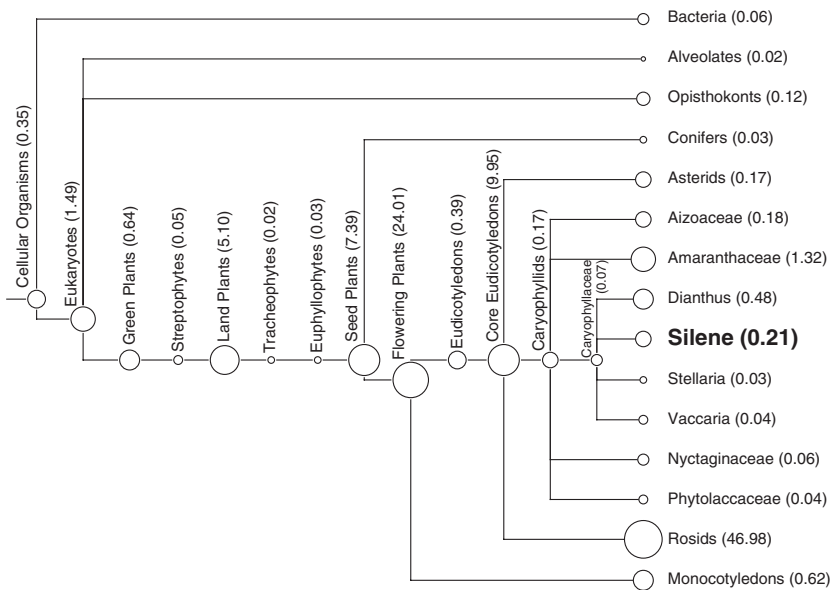 Bacteria (0.06)
Alveolates (0.02)
Opisthokonts (0.12)
Conifers (0.03)
Asterids (0.17)
Aizoaceae (0.18)
Amaranthaceae (1.32)
Dianthus (0.48)
Silene (0.21)
Stellaria (0.03)
Vaccaria (0.04)
Nyctaginaceae (0.06)
Phytolaccaceae (0.04)
Rosids (46.98)
Monocotyledons (0.62)
Cellular Organisms (0.35)
Eukaryotes (1.49)
Green Plants (0.64)
Streptophytes (0.05)
Land Plants (5.10)
Tracheophytes (0.02)
Euphyllophytes (0.03)
Seed Plants (7.39)
Flowering Plants (24.01)
Eudicotyledons (0.39)
Core Eudicotyledons (9.95)
Caryophyllids (0.17)
Caryophyllaceae
(0.07)